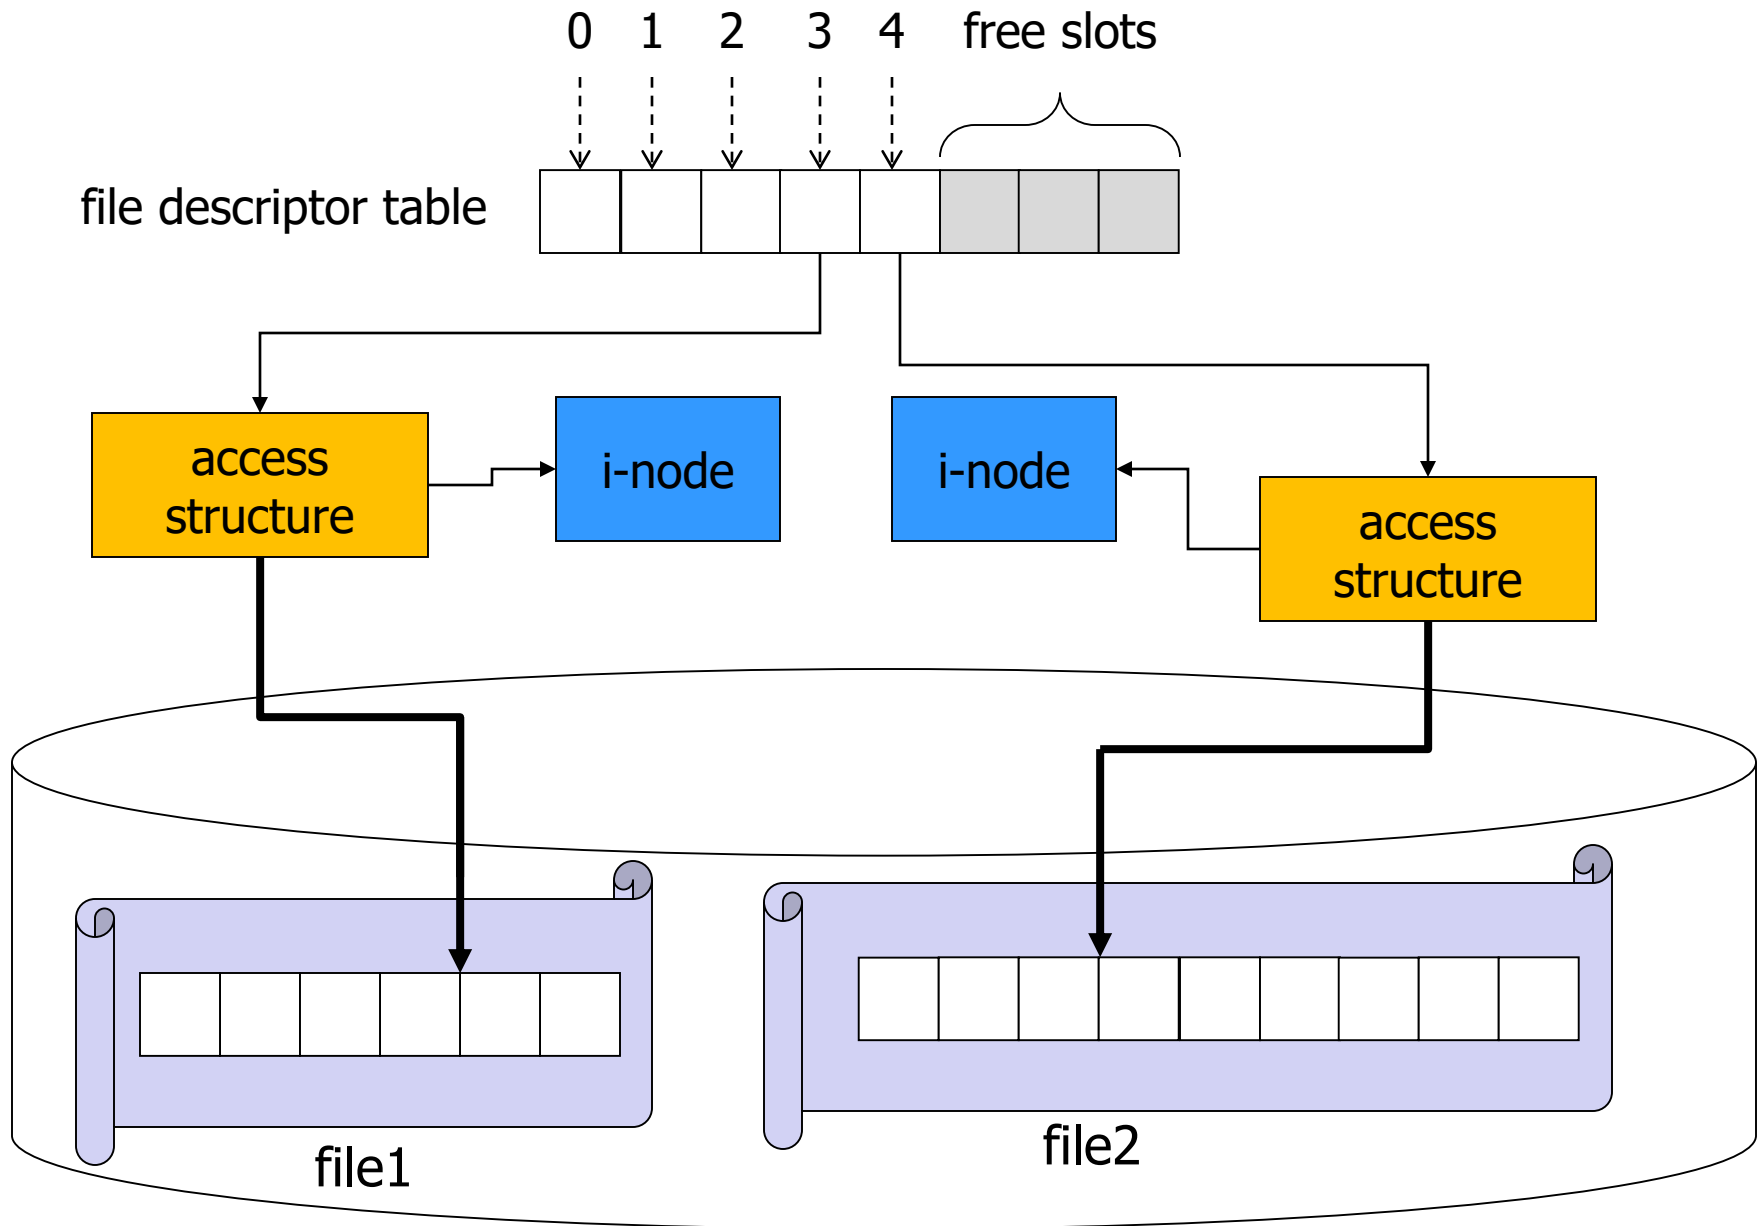 0 1 2 3 4 free slots
file descriptor table
access
structure
i-node
i-node
access
structure
file1
file2